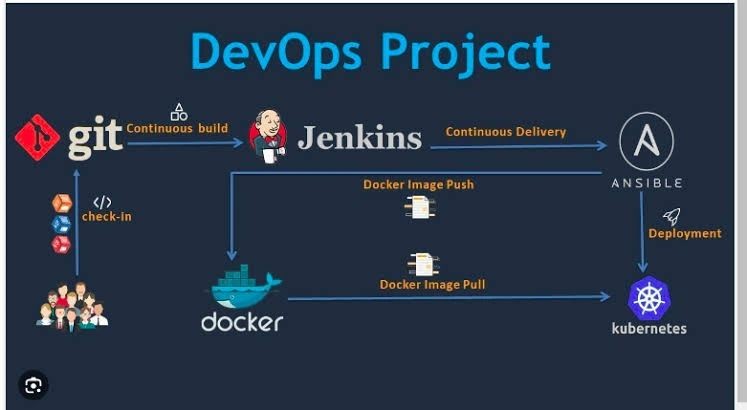 DevOps Project
git
Continuous build
Jenkins
Continuous Delivery
ANSIBLE
</> check-in
Docker Image Push
Deployment
Docker Image Pull
docker
kubernetes